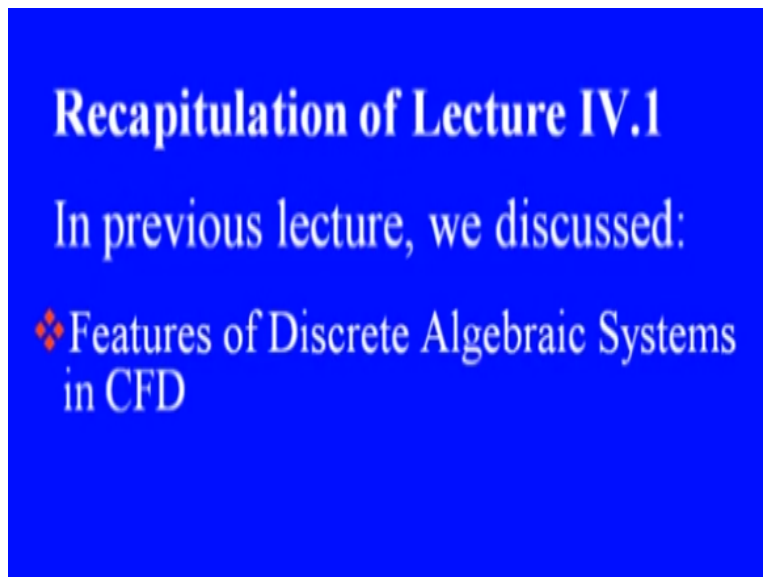 Recapitulation of Lecture IV.1
In previous lecture, we discussed:
❖Features of Discrete Algebraic Systems
in CFD